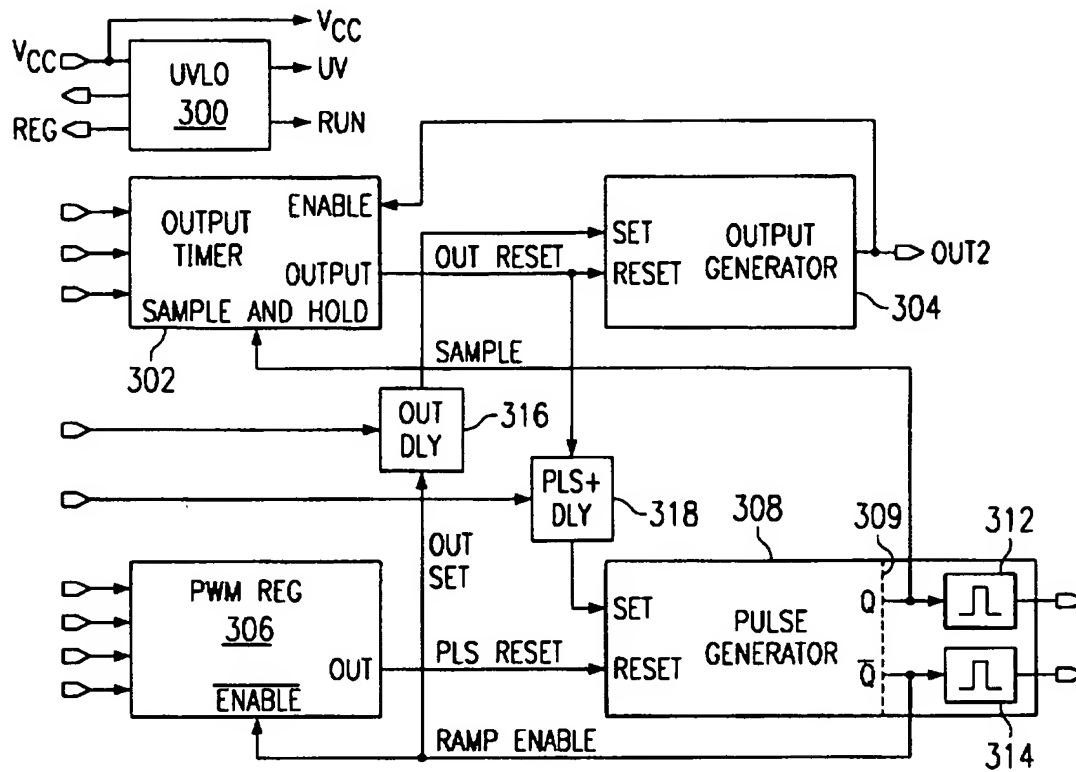 VCC
VCC
UVLO
300
UV
REG
RUN
OUTPUT
TIMER
ENABLE
OUTPUT
SAMPLE AND HOLD
302
OUT RESET
SET
RESET
OUTPUT
GENERATOR
OUT2
304
SAMPLE
OUT
DLY
316
PLS+
DLY
318
OUT
SET
308
309
312
PWM REG
306
OUT
ENABLE
PLS RESET
SET
RESET
PULSE
GENERATOR
Q
Q̅
RAMP ENABLE
314